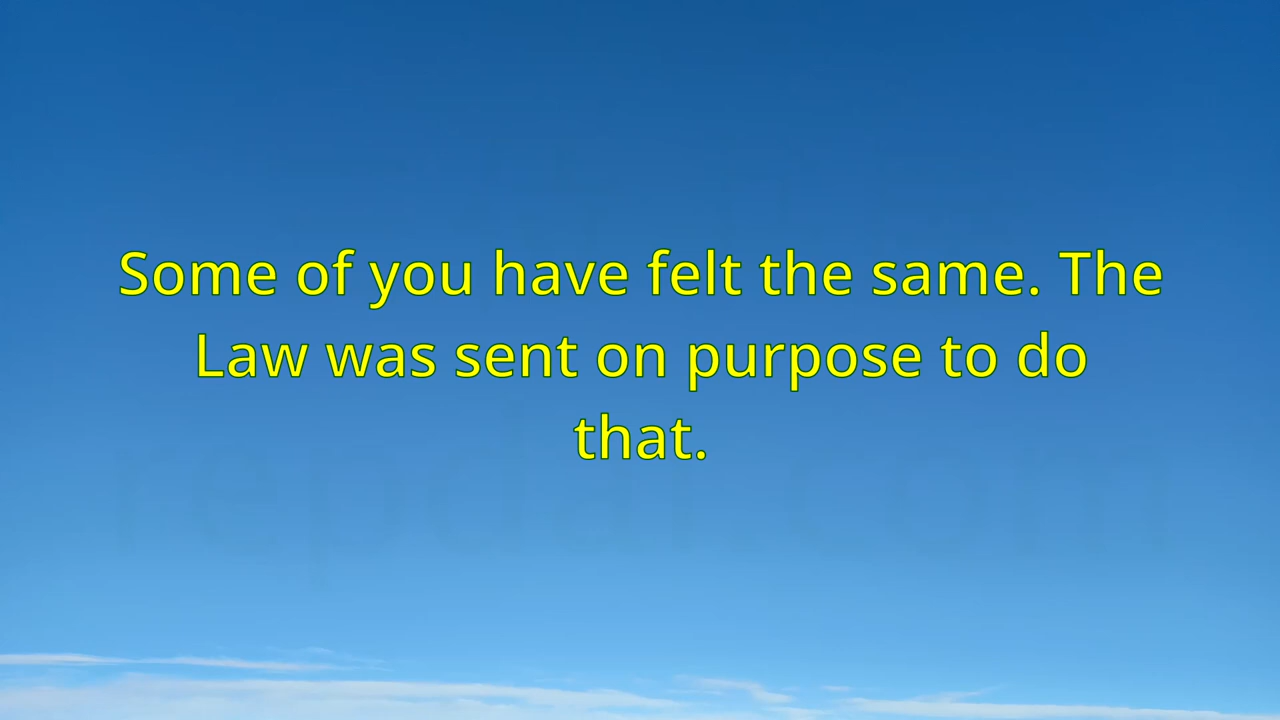 Some of you have felt the same. The
Law was sent on purpose to do
that.